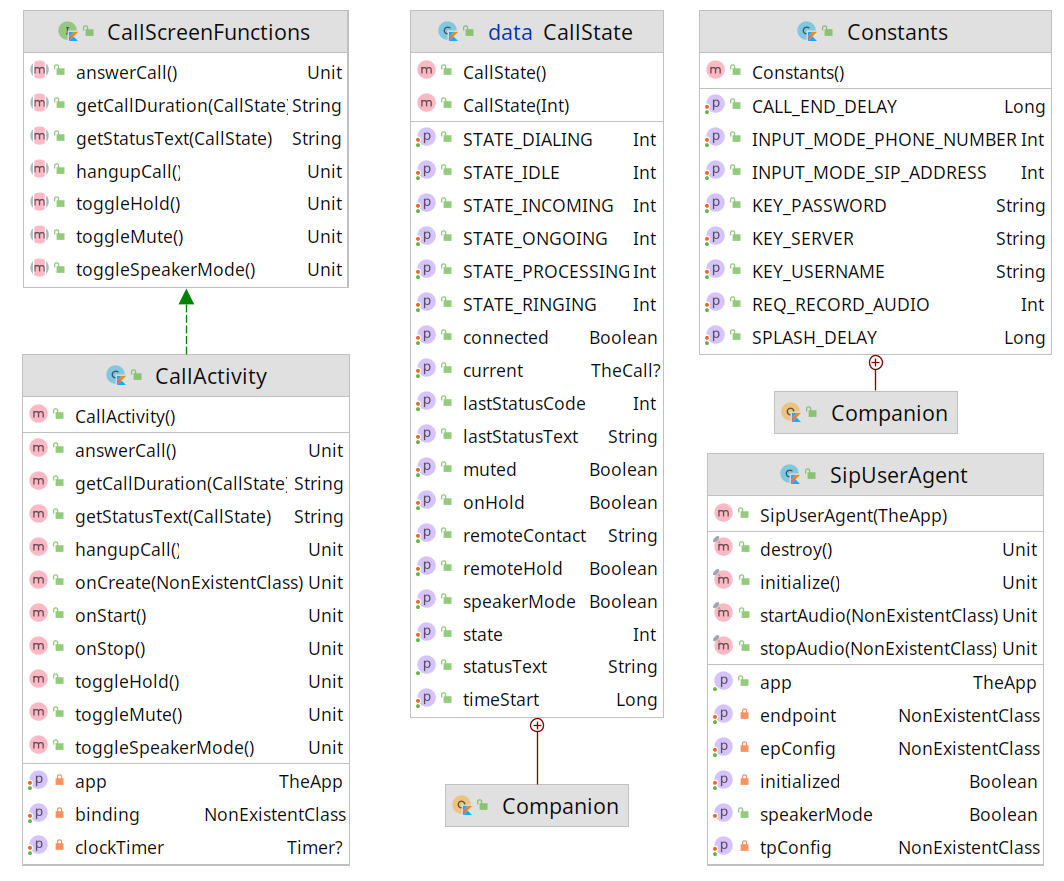 CallScreenFunctions
answerCall() Unit
getCallDuration(CallState) String
getStatusText(CallState) String
hangupCall() Unit
toggleHold() Unit
toggleMute() Unit
toggleSpeakerMode() Unit
CallActivity
CallActivity()
answerCall() Unit
getCallDuration(CallState) String
getStatusText(CallState) String
hangupCall() Unit
onCreate(NonExistentClass) Unit
onStart() Unit
onStop() Unit
toggleHold() Unit
toggleMute() Unit
toggleSpeakerMode() Unit
app TheApp
binding NonExistentClass
clockTimer Timer?
data CallState
CallState()
CallState(Int)
STATE_DIALING Int
STATE_IDLE Int
STATE_INCOMING Int
STATE_ONGOING Int
STATE_PROCESSING Int
STATE_RINGING Int
connected Boolean
current TheCall?
lastStatusCode Int
lastStatusText String
muted Boolean
onHold Boolean
remoteContact String
remoteHold Boolean
speakerMode Boolean
state Int
statusText String
timeStart Long
Companion
Constants
Constants()
CALL_END_DELAY Long
INPUT_MODE_PHONE_NUMBER Int
INPUT_MODE_SIP_ADDRESS Int
KEY_PASSWORD String
KEY_SERVER String
KEY_USERNAME String
REQ_RECORD_AUDIO Int
SPLASH_DELAY Long
Companion
SipUserAgent
SipUserAgent(TheApp)
destroy() Unit
initialize() Unit
startAudio(NonExistentClass) Unit
stopAudio(NonExistentClass) Unit
app TheApp
endpoint NonExistentClass
epConfig NonExistentClass
initialized Boolean
speakerMode Boolean
tpConfig NonExistentClass